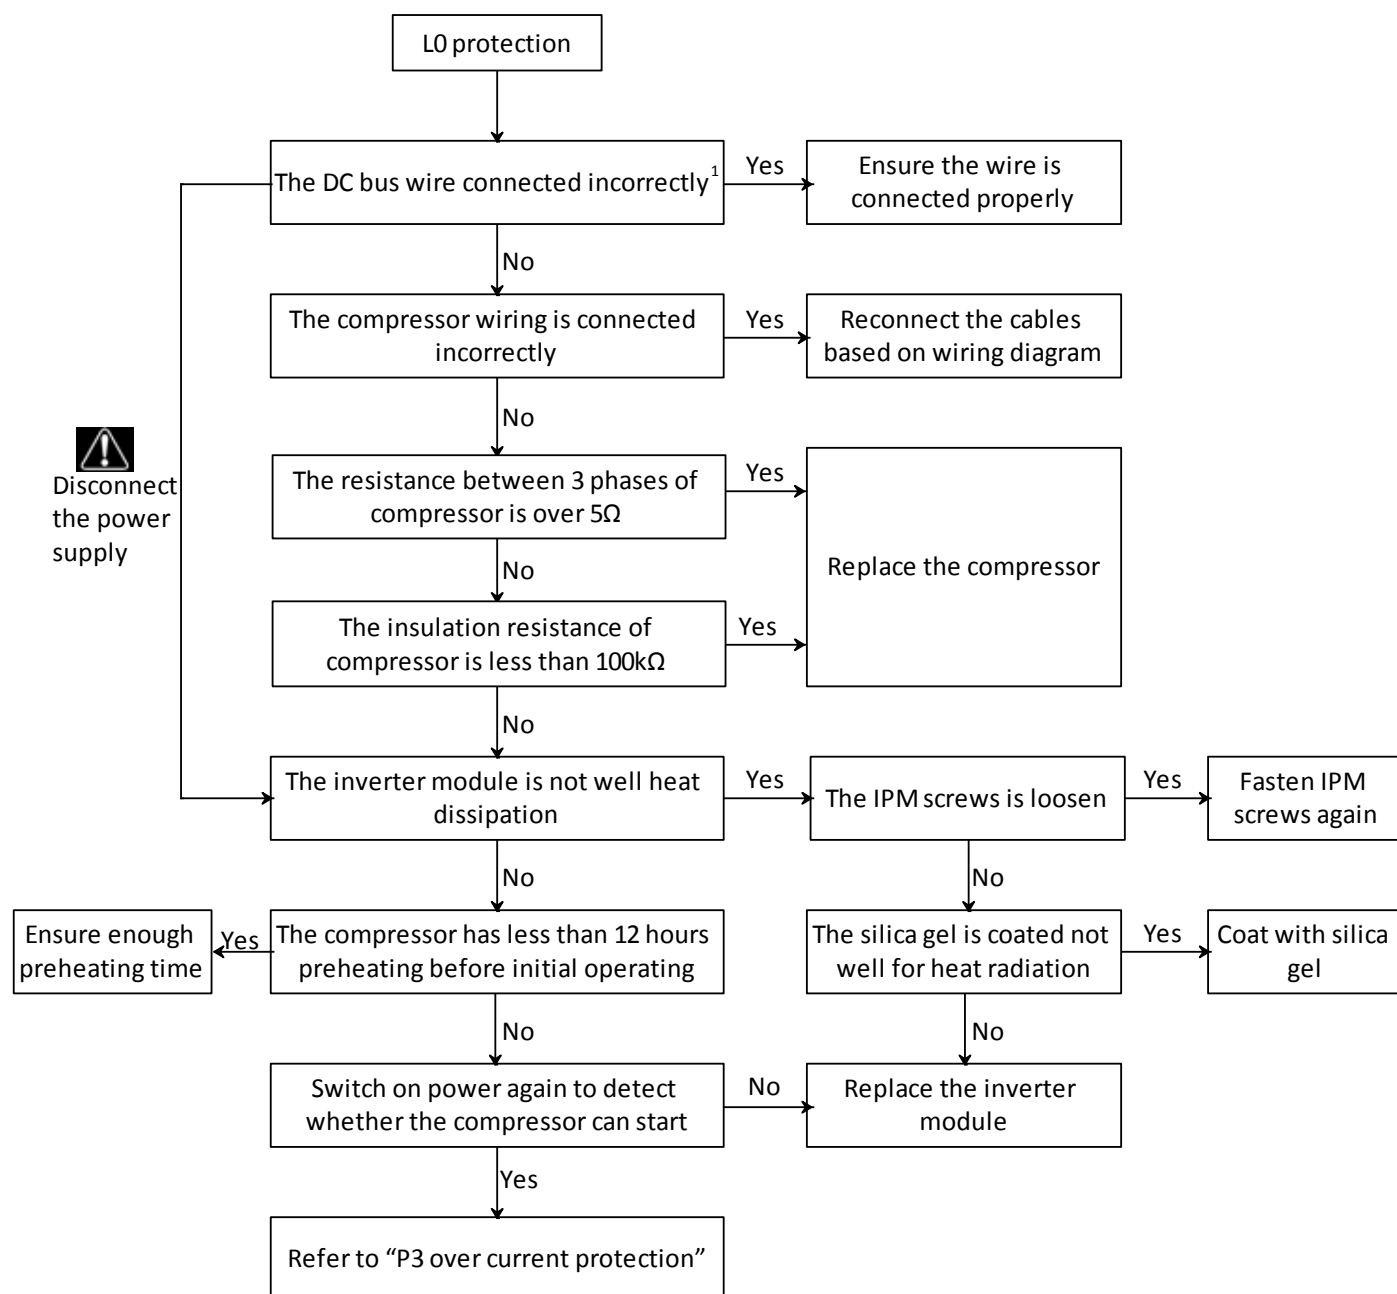 L0 protection
The DC bus wire connected incorrectly1
Yes
Ensure the wire is
connected properly
No
The compressor wiring is connected
incorrectly
Yes
Reconnect the cables
based on wiring diagram
No
Disconnect
the power
supply
The resistance between 3 phases of
compressor is over 5Ω
Yes
Replace the compressor
No
The insulation resistance of
compressor is less than 100kΩ
Yes
No
The inverter module is not well heat
dissipation
Yes
The IPM screws is loosen
Yes
Fasten IPM
screws again
No
No
Ensure enough
preheating time
Yes
The compressor has less than 12 hours
preheating before initial operating
The silica gel is coated not
well for heat radiation
Yes
Coat with silica
gel
No
No
Switch on power again to detect
whether the compressor can start
No
Replace the inverter
module
Yes
Refer to “P3 over current protection”